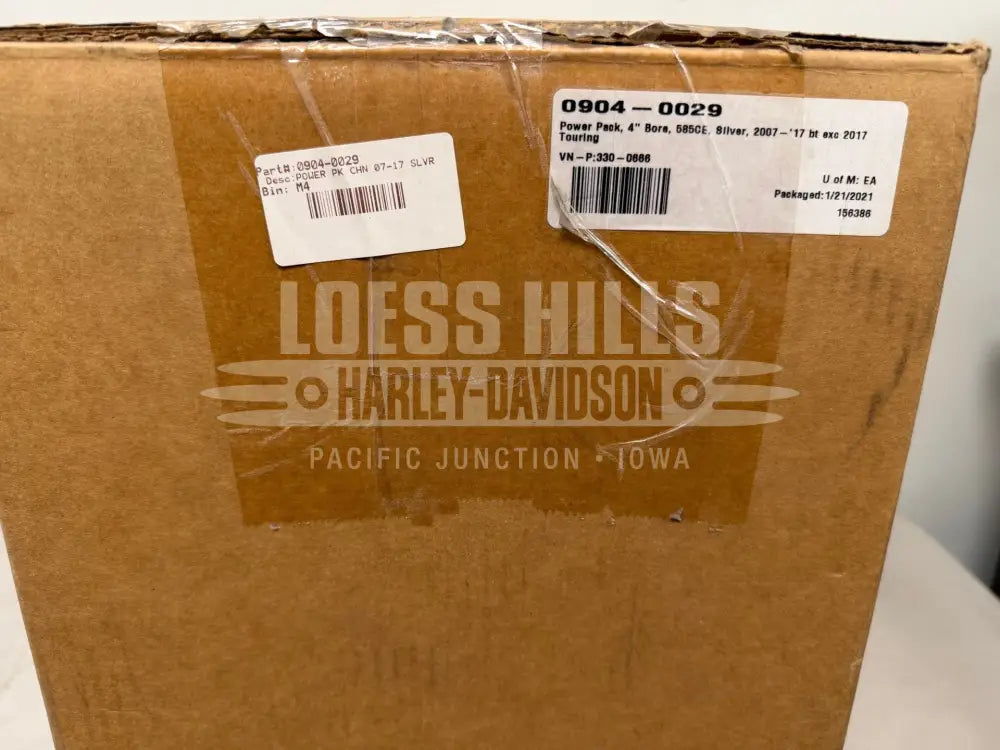 0904-0029
Power Pack, 4" Bore, 585CE, Silver, 2007-'17 bt exc 2017
Touring
VN-P:330-0666
U of M: EA
Packaged: 1/21/2021
156386
Part#:0904-0029
Desc:POWER PK CHN 07-17 SLVR
Bin: M4
LOESS HILLS
HARLEY-DAVIDSON
PACIFIC JUNCTION • IOWA